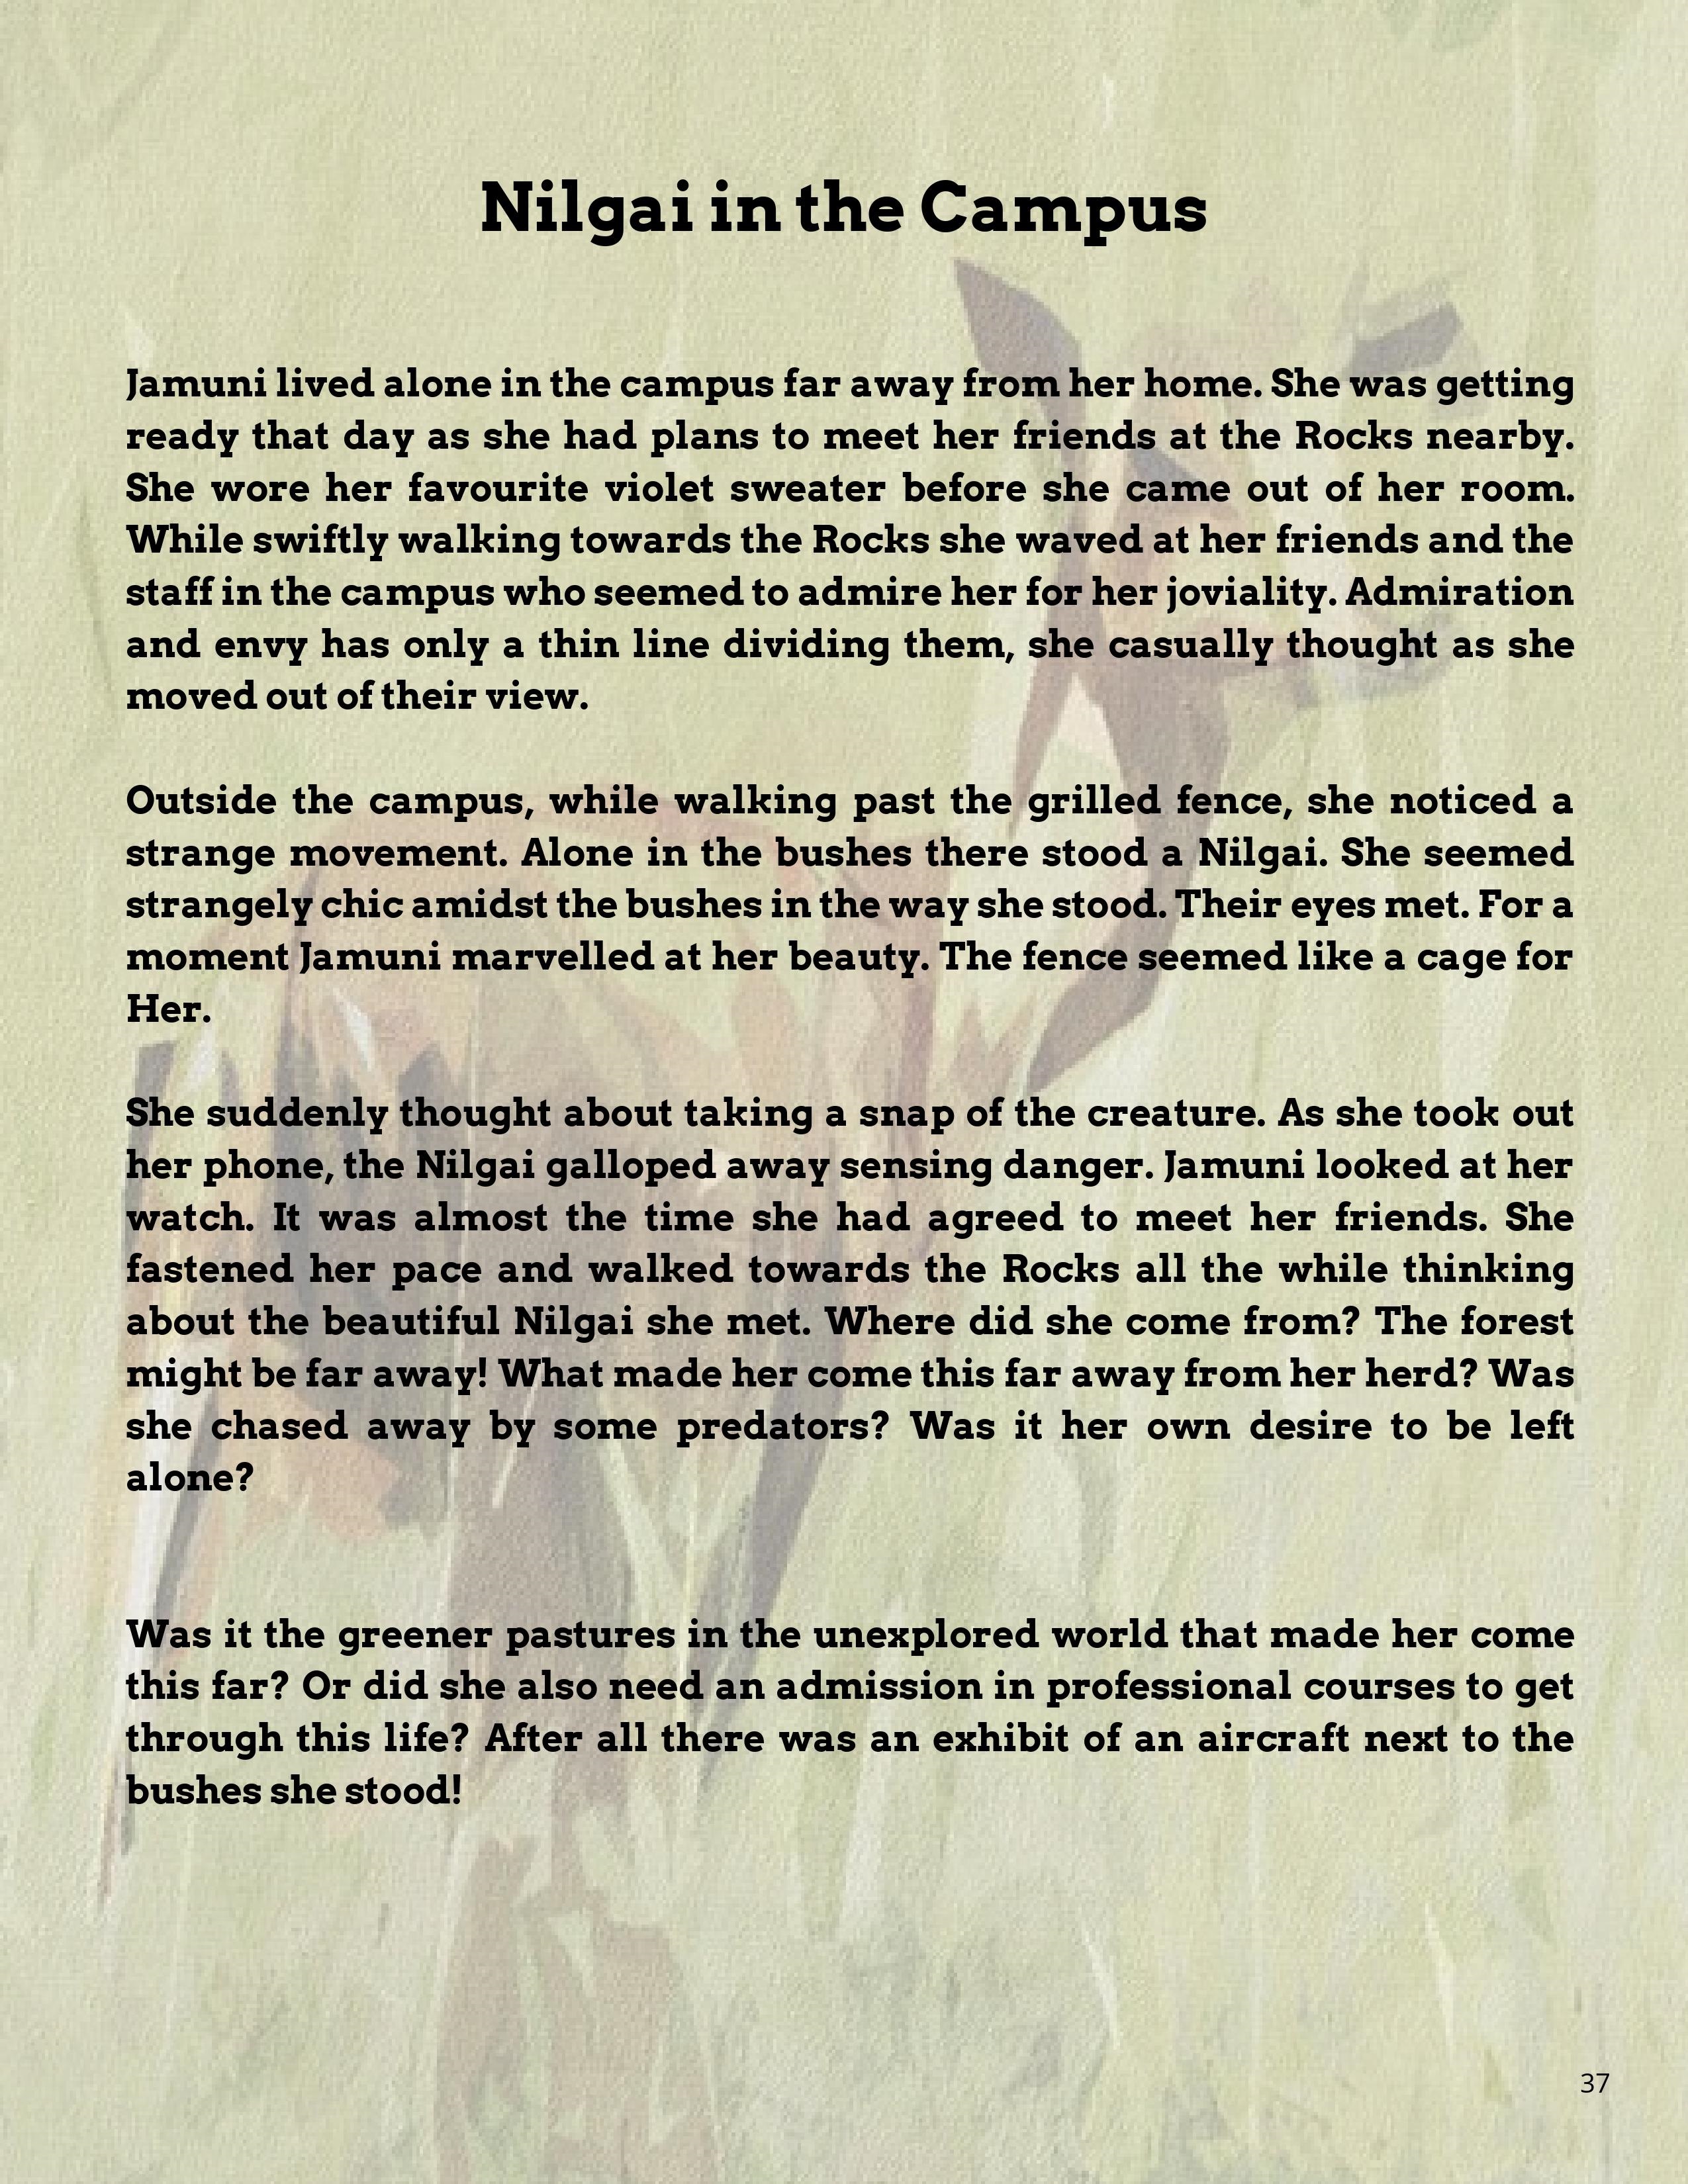 Nilgai in the Campus
Jamuni lived alone in the campus far away from her home. She was getting
ready that day as she had plans to meet her friends at the Rocks nearby.
She wore her favourite violet sweater before she came out of her room.
While swiftly walking towards the Rocks she waved at her friends and the
staff in the campus who seemed to admire her for her joviality. Admiration
and envy has only a thin line dividing them, she casually thought as she
moved out of their view.
Outside the campus, while walking past the grilled fence, she noticed a
strange movement. Alone in the bushes there stood a Nilgai. She seemed
strangely chic amidst the bushes in the way she stood. Their eyes met. For a
moment Jamuni marvelled at her beauty. The fence seemed like a cage for
Her.
She suddenly thought about taking a snap of the creature. As she took out
her phone, the Nilgai galloped away sensing danger. Jamuni looked at her
watch. It was almost the time she had agreed to meet her friends. She
fastened her pace and walked towards the Rocks all the while thinking
about the beautiful Nilgai she met. Where did she come from? The forest
might be far away! What made her come this far away from her herd? Was
she chased away by some predators? Was it her own desire to be left
alone?
Was it the greener pastures in the unexplored world that made her come
this far? Or did she also need an admission in professional courses to get
through this life? After all there was an exhibit of an aircraft next to the
bushes she stood!
37